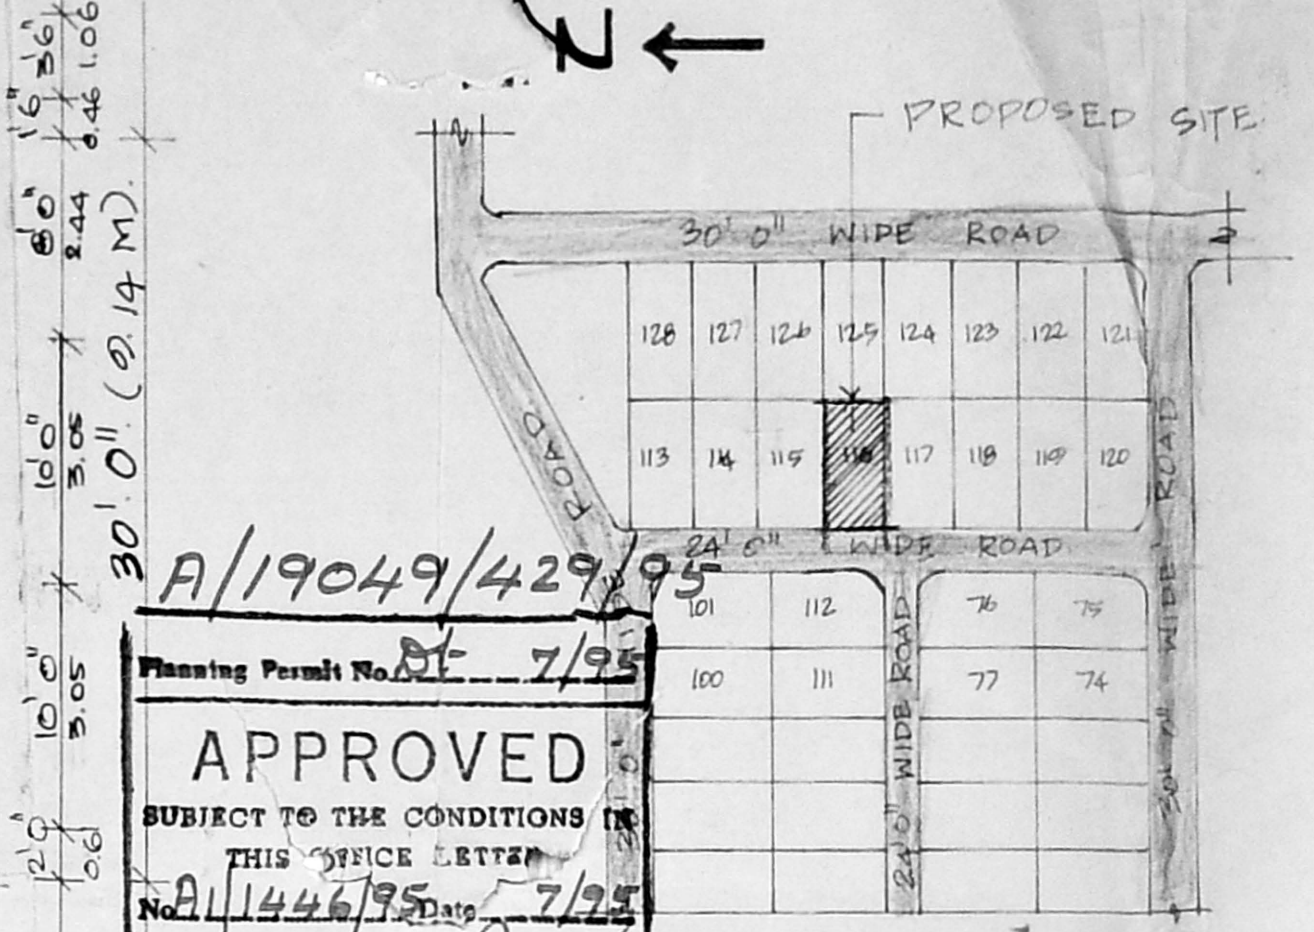 N
PROPOSED SITE
30' 0" WIDE ROAD
128 127 126 125 124 123 122 121
113 114 115 116 117 118 119 120
24' 0" WIDE ROAD
101 112 76 75
100 111 77 74
ROAD
24' 0" WIDE ROAD
30' 0" WIDE ROAD
1'6" 3'6"
0.46 1.06
8'0"
2.44
10'0"
3.05
10'0"
3.05
2'0"
0.61
30'.0". (9.14 M).
A/19049/429/95
Planning Permit No. 7/95
APPROVED
SUBJECT TO THE CONDITIONS IN
THIS OFFICE LETTER
No A1/1446/95 Date 7/95